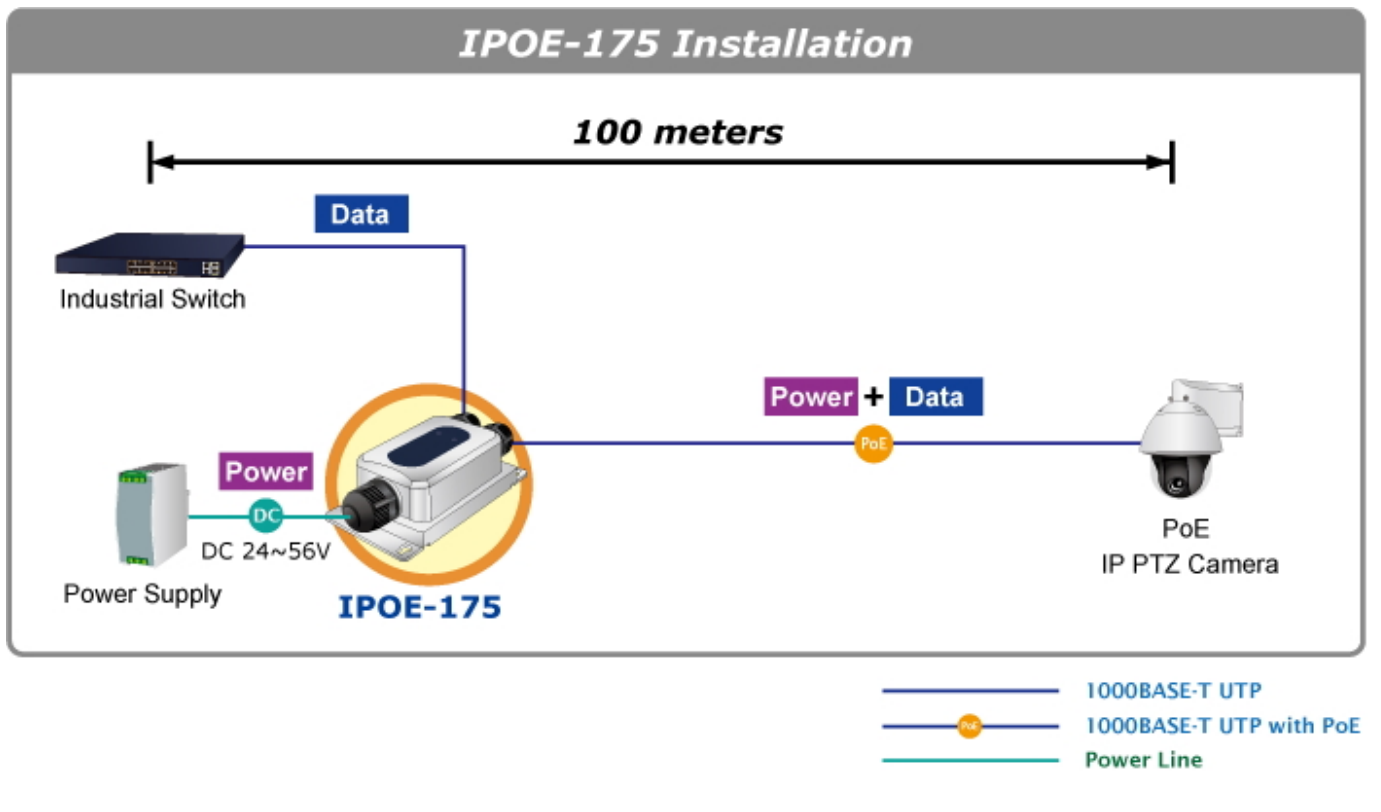 IPOE-175 Installation
100 meters
Data
Industrial Switch
Power + Data
PoE
Power
DC
DC 24~56V
Power Supply
IPOE-175
PoE
IP PTZ Camera
1000BASE-T UTP
PoE
1000BASE-T UTP with PoE
Power Line